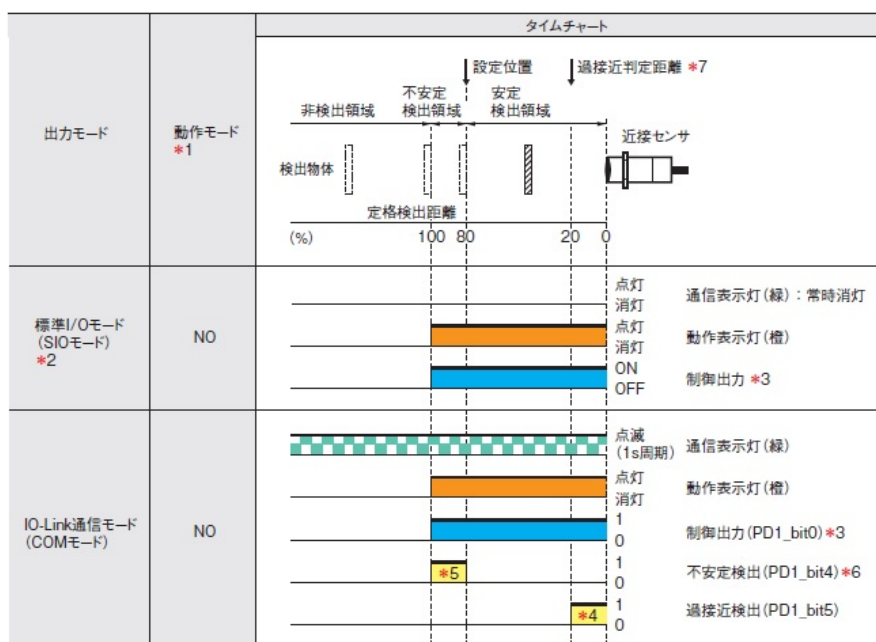 タイムチャート
出力モード
動作モード
*1
設定位置
過接近判定距離 *7
不安定
検出領域
安定
検出領域
非検出領域
近接センサ
検出物体
定格検出距離
(%)
100 80
20 0
標準I/Oモード
(SIOモード)
*2
NO
点灯
消灯
通信表示灯(緑):常時消灯
点灯
消灯
動作表示灯(橙)
ON
OFF
制御出力 *3
IO-Link通信モード
(COMモード)
NO
点滅
(1s周期)
通信表示灯(緑)
点灯
消灯
動作表示灯(橙)
1
0
制御出力(PD1_bit0)*3
*5
1
0
不安定検出(PD1_bit4)*6
*4
1
0
過接近検出(PD1_bit5)